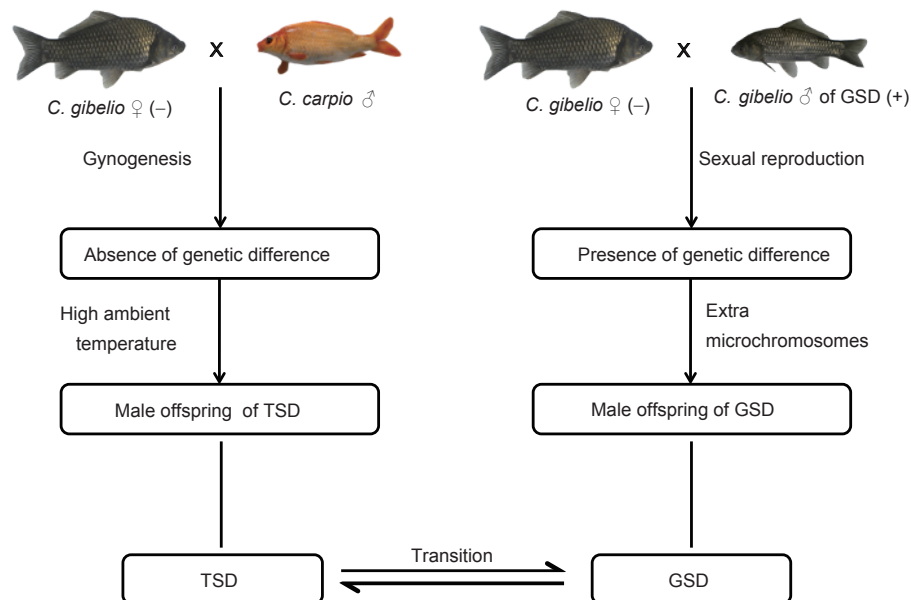 x
x
C. gibelio ♀ (−)
C. carpio ♂
C. gibelio ♀ (−)
C. gibelio ♂ of GSD (+)
Gynogenesis
Sexual reproduction
Absence of genetic difference
Presence of genetic difference
High ambient
temperature
Extra
microchromosomes
Male offspring of TSD
Male offspring of GSD
Transition
TSD
GSD